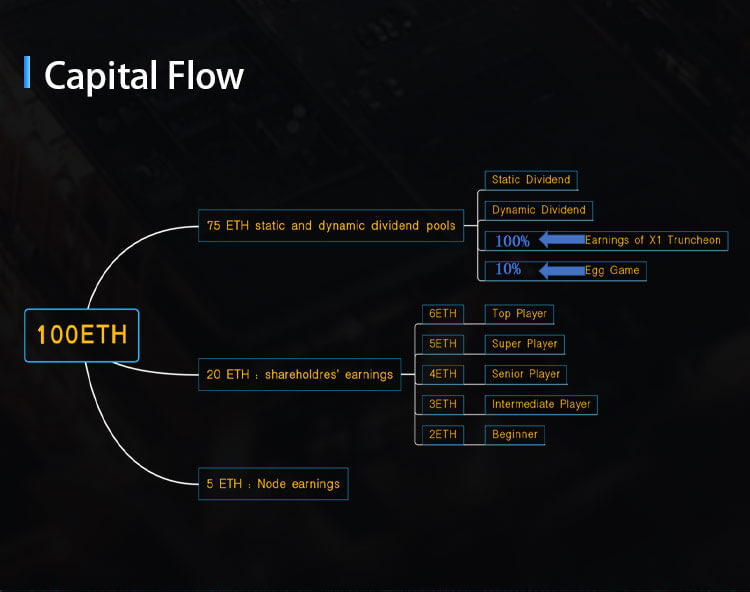 Capital Flow
100ETH
75 ETH static and dynamic dividend pools
Static Dividend
Dynamic Dividend
100% Earnings of X1 Truncheon
10% Egg Game
20 ETH : shareholdres' earnings
6ETH Top Player
5ETH Super Player
4ETH Senior Player
3ETH Intermediate Player
2ETH Beginner
5 ETH : Node earnings